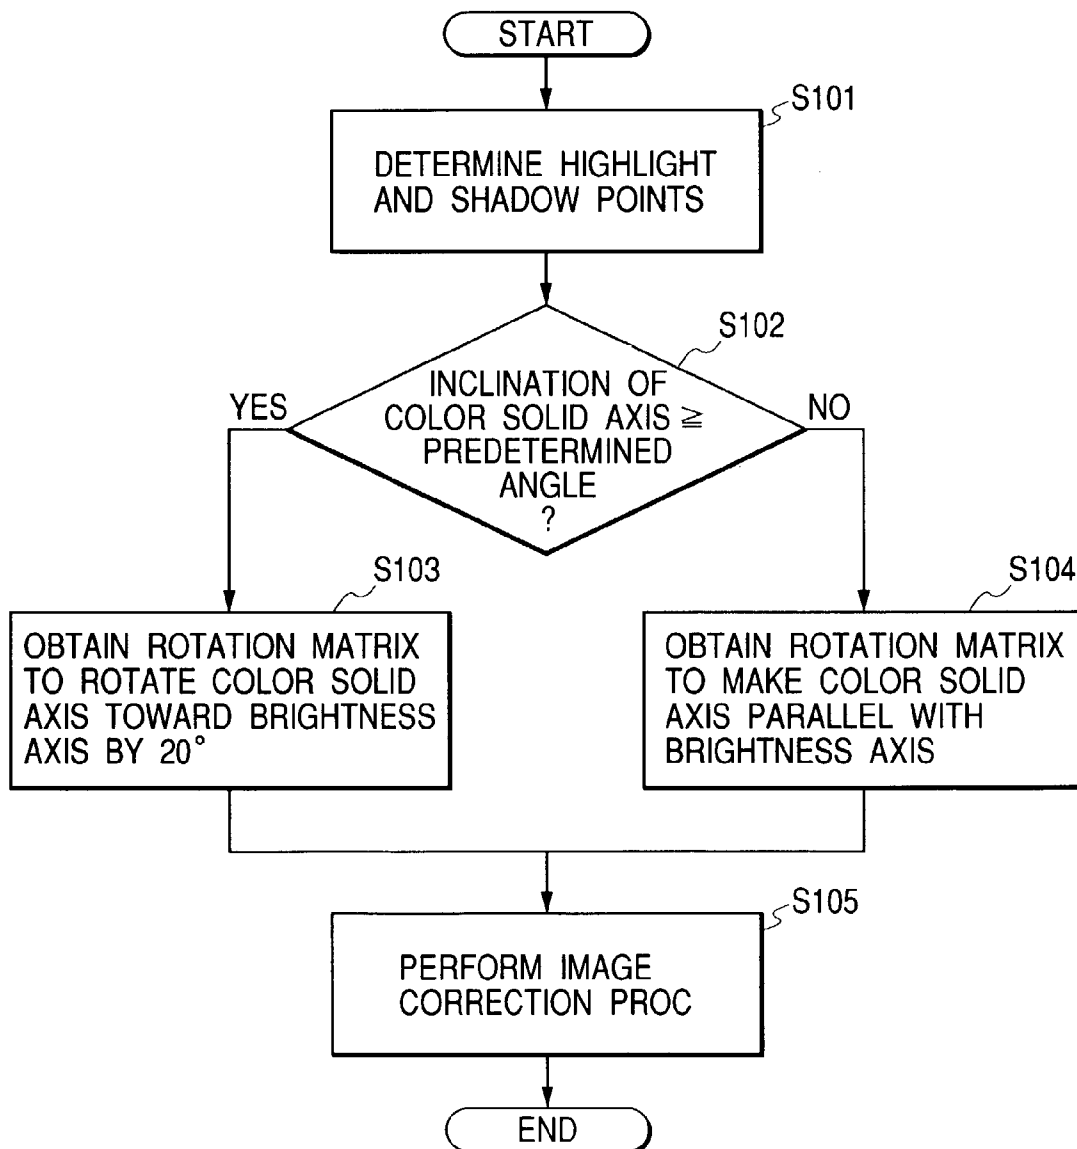 START
S101
DETERMINE HIGHLIGHT
AND SHADOW POINTS
S102
INCLINATION OF
COLOR SOLID AXIS ≧
PREDETERMINED
ANGLE
?
YES
NO
S103
OBTAIN ROTATION MATRIX
TO ROTATE COLOR SOLID
AXIS TOWARD BRIGHTNESS
AXIS BY 20°
S104
OBTAIN ROTATION MATRIX
TO MAKE COLOR SOLID
AXIS PARALLEL WITH
BRIGHTNESS AXIS
S105
PERFORM IMAGE
CORRECTION PROC
END